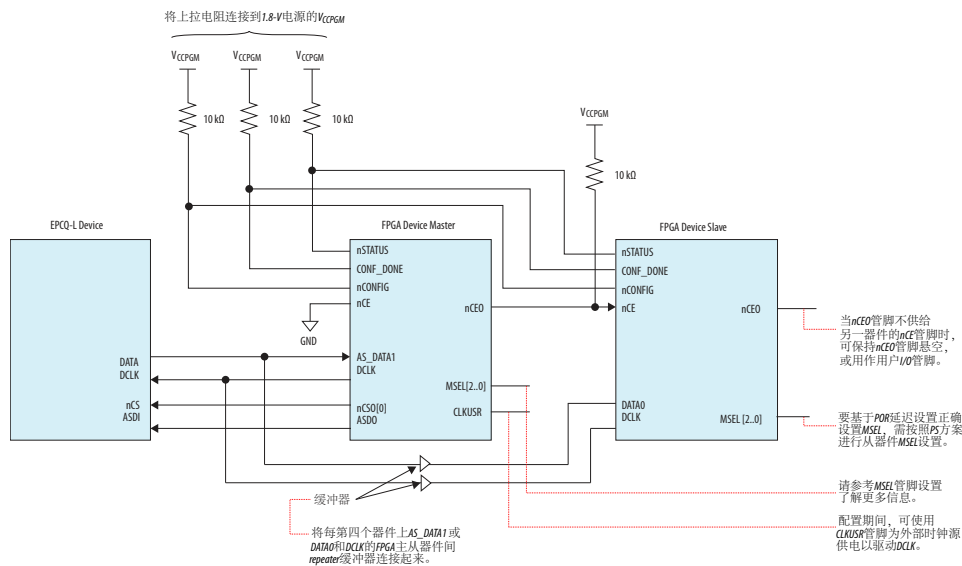 将上拉电阻连接到1.8-V电源的VCCPGM
VCCPGM
VCCPGM
VCCPGM
10 kΩ
10 kΩ
10 kΩ
VCCPGM
10 kΩ
EPCQ-L Device
DATA
DCLK
nCS
ASDI
FPGA Device Master
nSTATUS
CONF_DONE
nCONFIG
nCE
nCEO
GND
AS_DATA1
DCLK
MSEL[2..0]
nCSO[0]
CLKUSR
ASDO
FPGA Device Slave
nSTATUS
CONF_DONE
nCONFIG
nCE
nCEO
DATA0
DCLK
MSEL [2..0]
当nCEO管脚不供给
另一器件的nCE管脚时，
可保持nCEO管脚悬空，
或用作用户I/O管脚。
要基于POR延迟设置正确
设置MSEL，需按照PS方案
进行从器件MSEL设置。
请参考MSEL管脚设置
了解更多信息。
配置期间，可使用
CLKUSR管脚为外部时钟源
供电以驱动DCLK。
缓冲器
将每第四个器件上AS_DATA1或
DATA0和DCLK的FPGA主从器件间
repeater缓冲器连接起来。